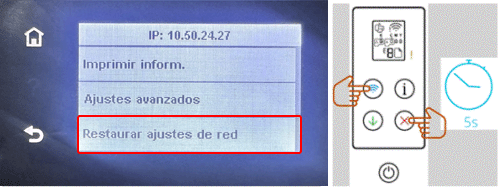 IP: 10.50.24.27
Imprimir inform.
Ajustes avanzados
Restaurar ajustes de red
i
5s